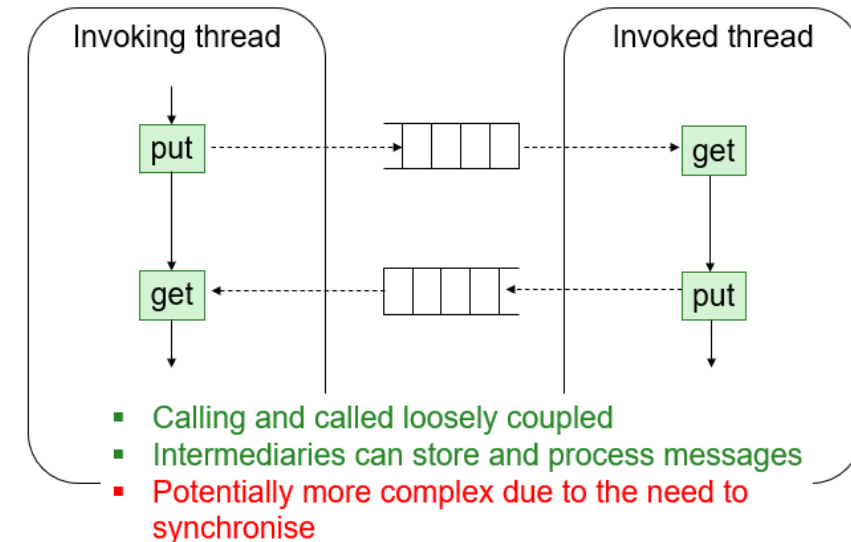 Invoking thread
Invoked thread
put
get
get
put
▪ Calling and called loosely coupled
▪ Intermediaries can store and process messages
▪ Potentially more complex due to the need to
synchronise